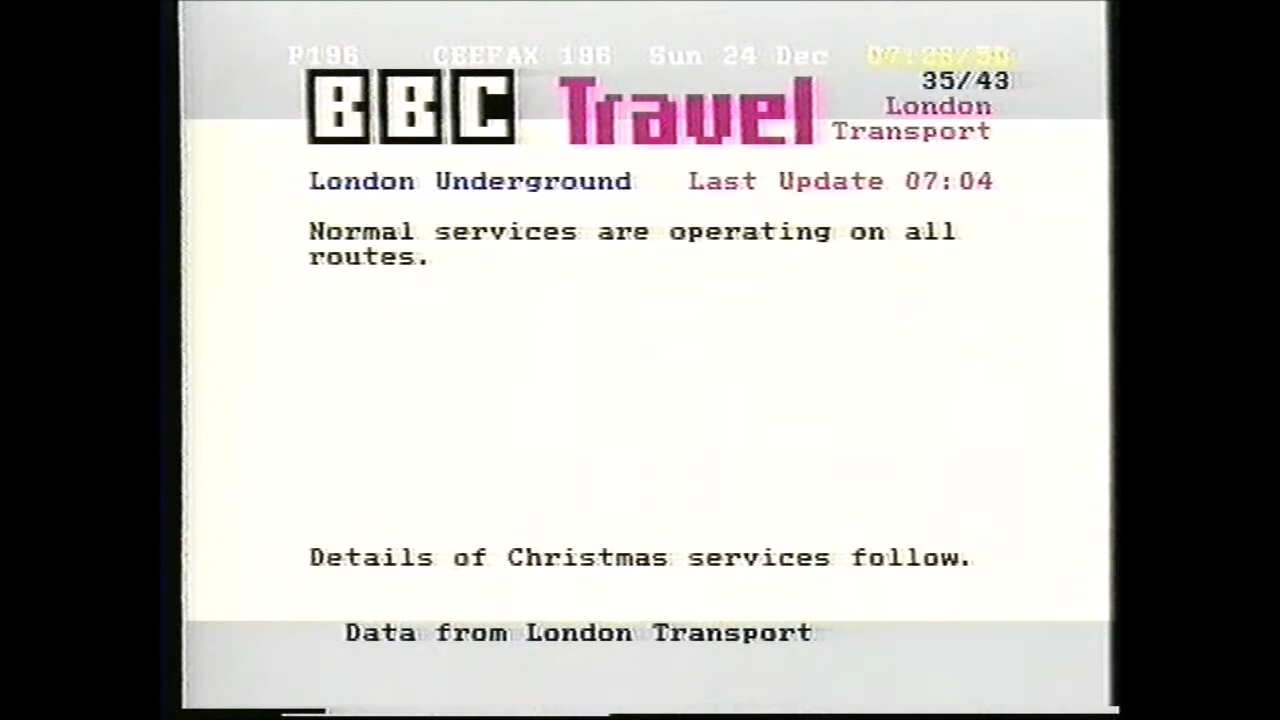 P196 CEEFAX 196 Sun 24 Dec
BBC Travel 35/43
London
Transport
London Underground Last Update 07:04
Normal services are operating on all
routes.
Details of Christmas services follow.
Data from London Transport